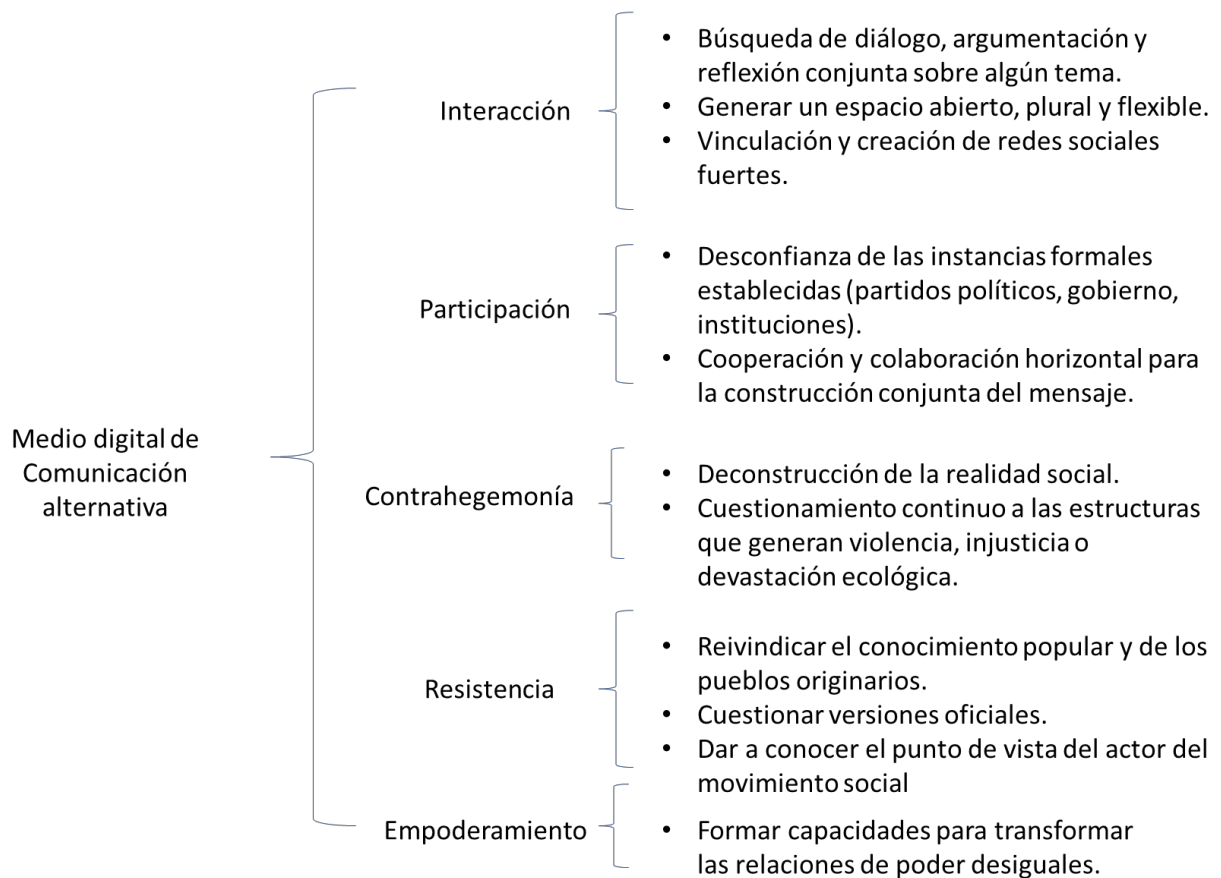 Medio digital de
Comunicación
alternativa
Interacción
• Búsqueda de diálogo, argumentación y
reflexión conjunta sobre algún tema.
• Generar un espacio abierto, plural y flexible.
• Vinculación y creación de redes sociales
fuertes.
Participación
• Desconfianza de las instancias formales
establecidas (partidos políticos, gobierno,
instituciones).
• Cooperación y colaboración horizontal para
la construcción conjunta del mensaje.
Contrahegemonía
• Deconstrucción de la realidad social.
• Cuestionamiento continuo a las estructuras
que generan violencia, injusticia o
devastación ecológica.
Resistencia
• Reivindicar el conocimiento popular y de los
pueblos originarios.
• Cuestionar versiones oficiales.
• Dar a conocer el punto de vista del actor del
movimiento social
Empoderamiento
• Formar capacidades para transformar
las relaciones de poder desiguales.